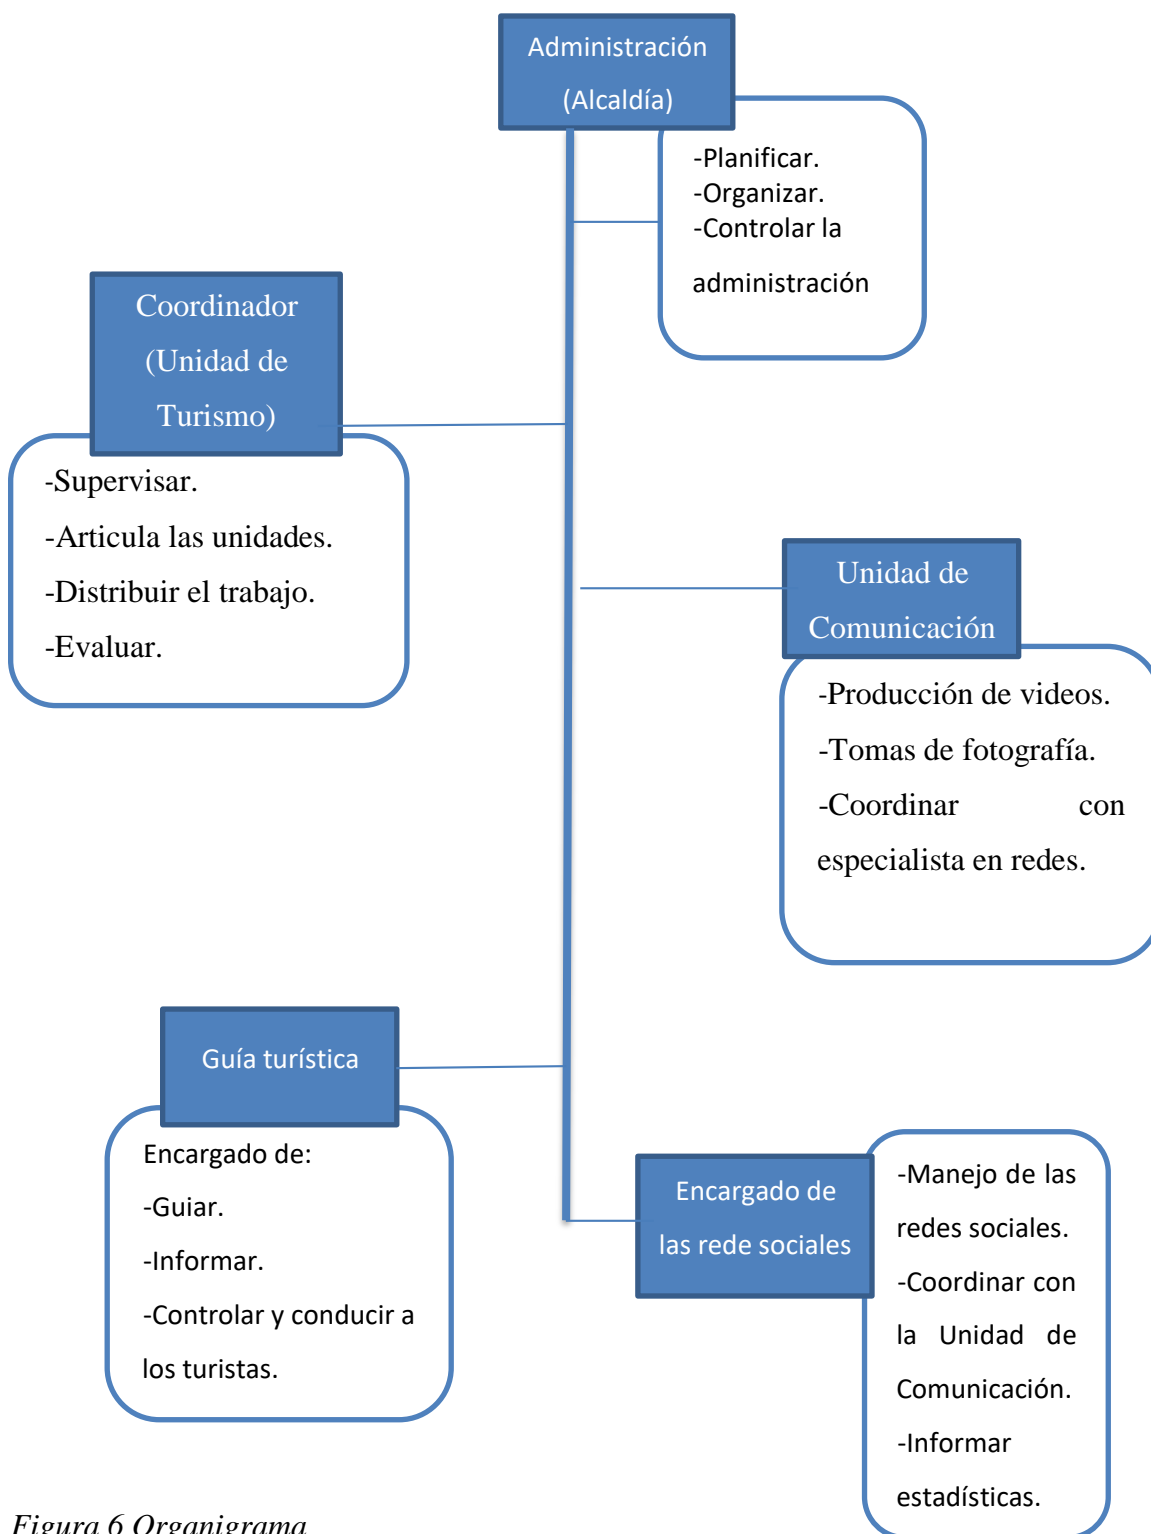 Administración
(Alcaldía)
-Planificar.
-Organizar.
-Controlar la
administración
Coordinador
(Unidad de
Turismo)
-Supervisar.
-Articula las unidades.
-Distribuir el trabajo.
-Evaluar.
Unidad de
Comunicación
-Producción de videos.
-Tomas de fotografía.
-Coordinar con
especialista en redes.
Guía turística
Encargado de:
-Guiar.
-Informar.
-Controlar y conducir a
los turistas.
Encargado de
las rede sociales
-Manejo de las
redes sociales.
-Coordinar con
la Unidad de
Comunicación.
-Informar
estadísticas.
Figura 6 Organigrama